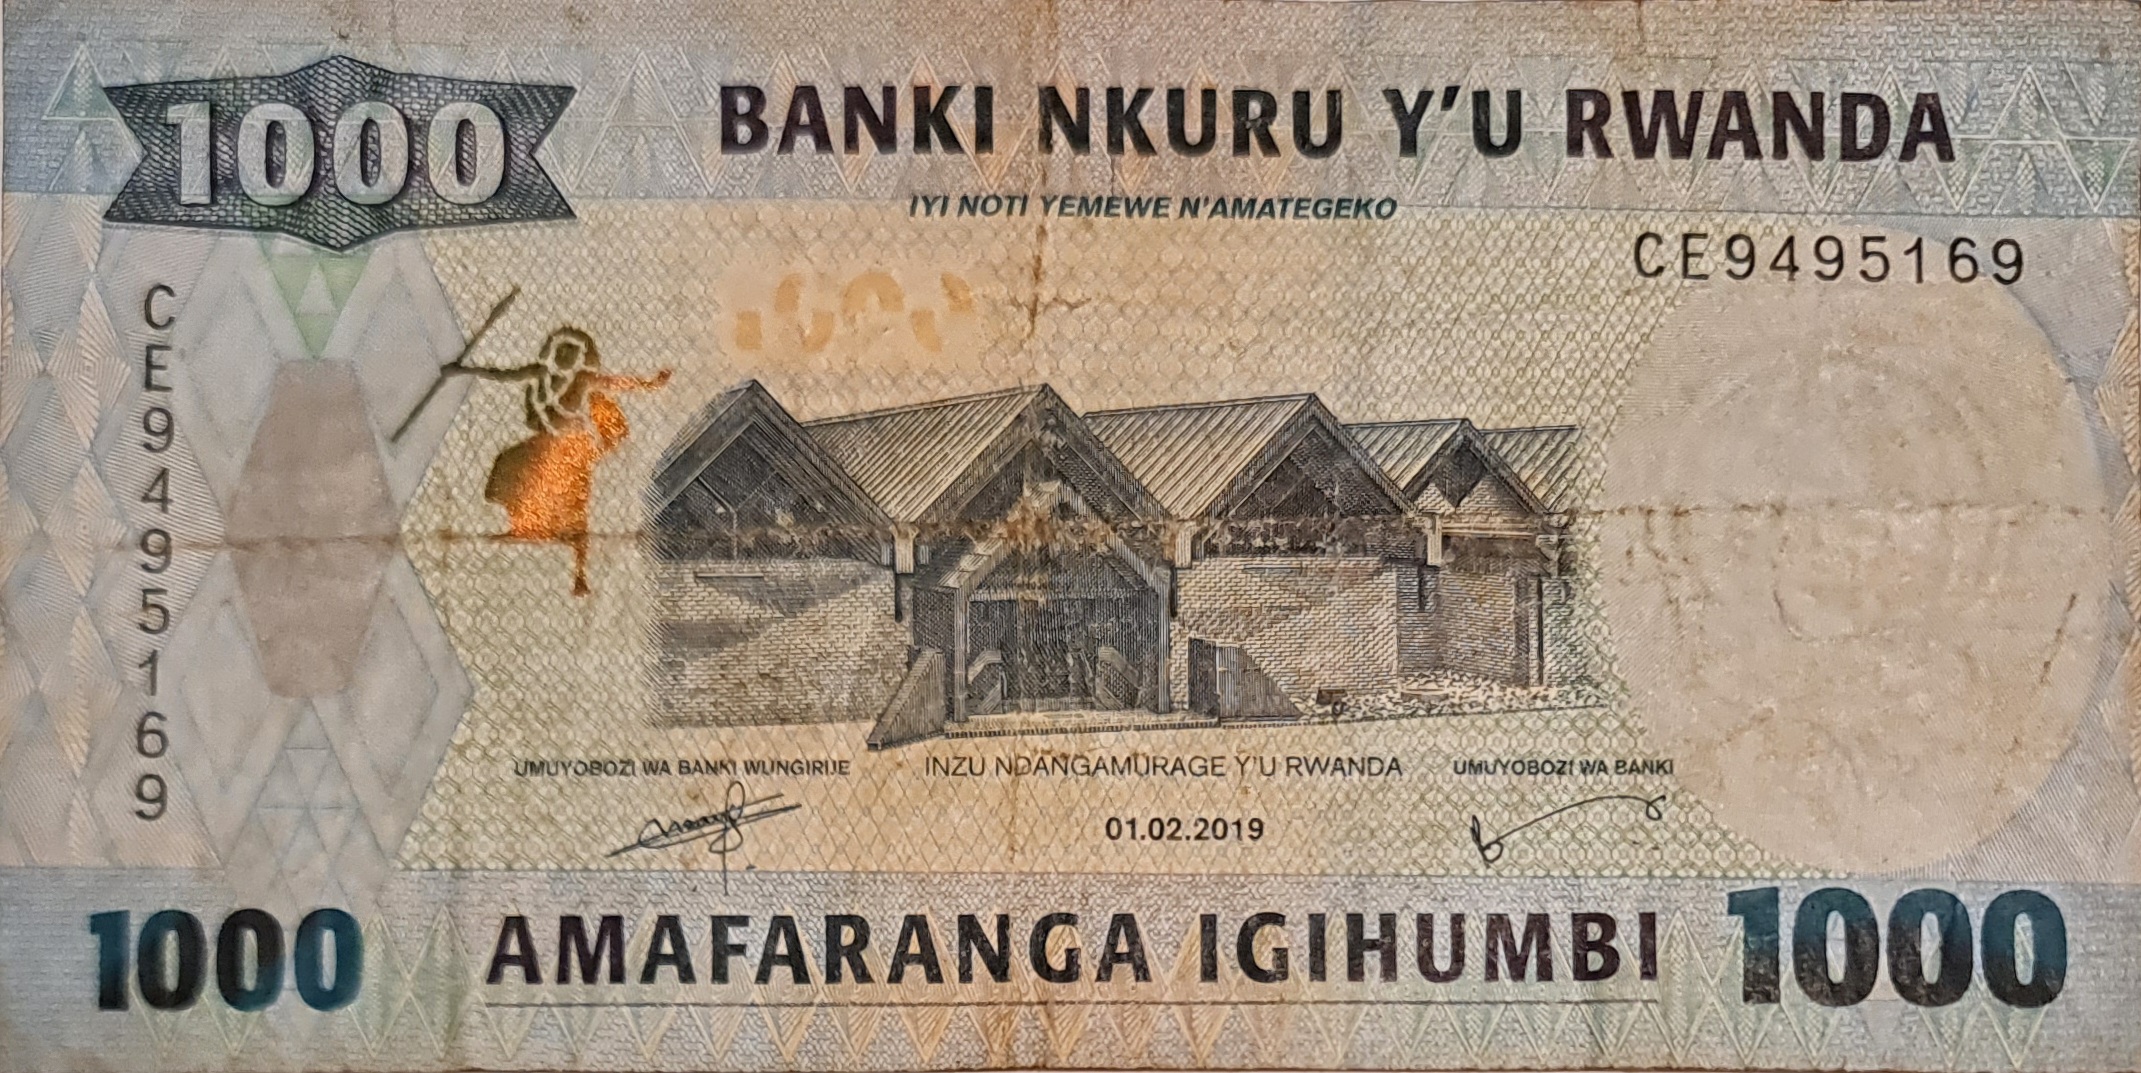 1000
BANKI NKURU Y'U RWANDA
IYI NOTI YEMEWE N'AMATEGEKO
CE9495169
CE9495169
UMUYOBOZI WA BANKI WUNGIRIJE
INZU NDANGAMURAGE Y'U RWANDA
UMUYOBOZI WA BANKI
01.02.2019
1000
AMAFARANGA IGIHUMBI
1000